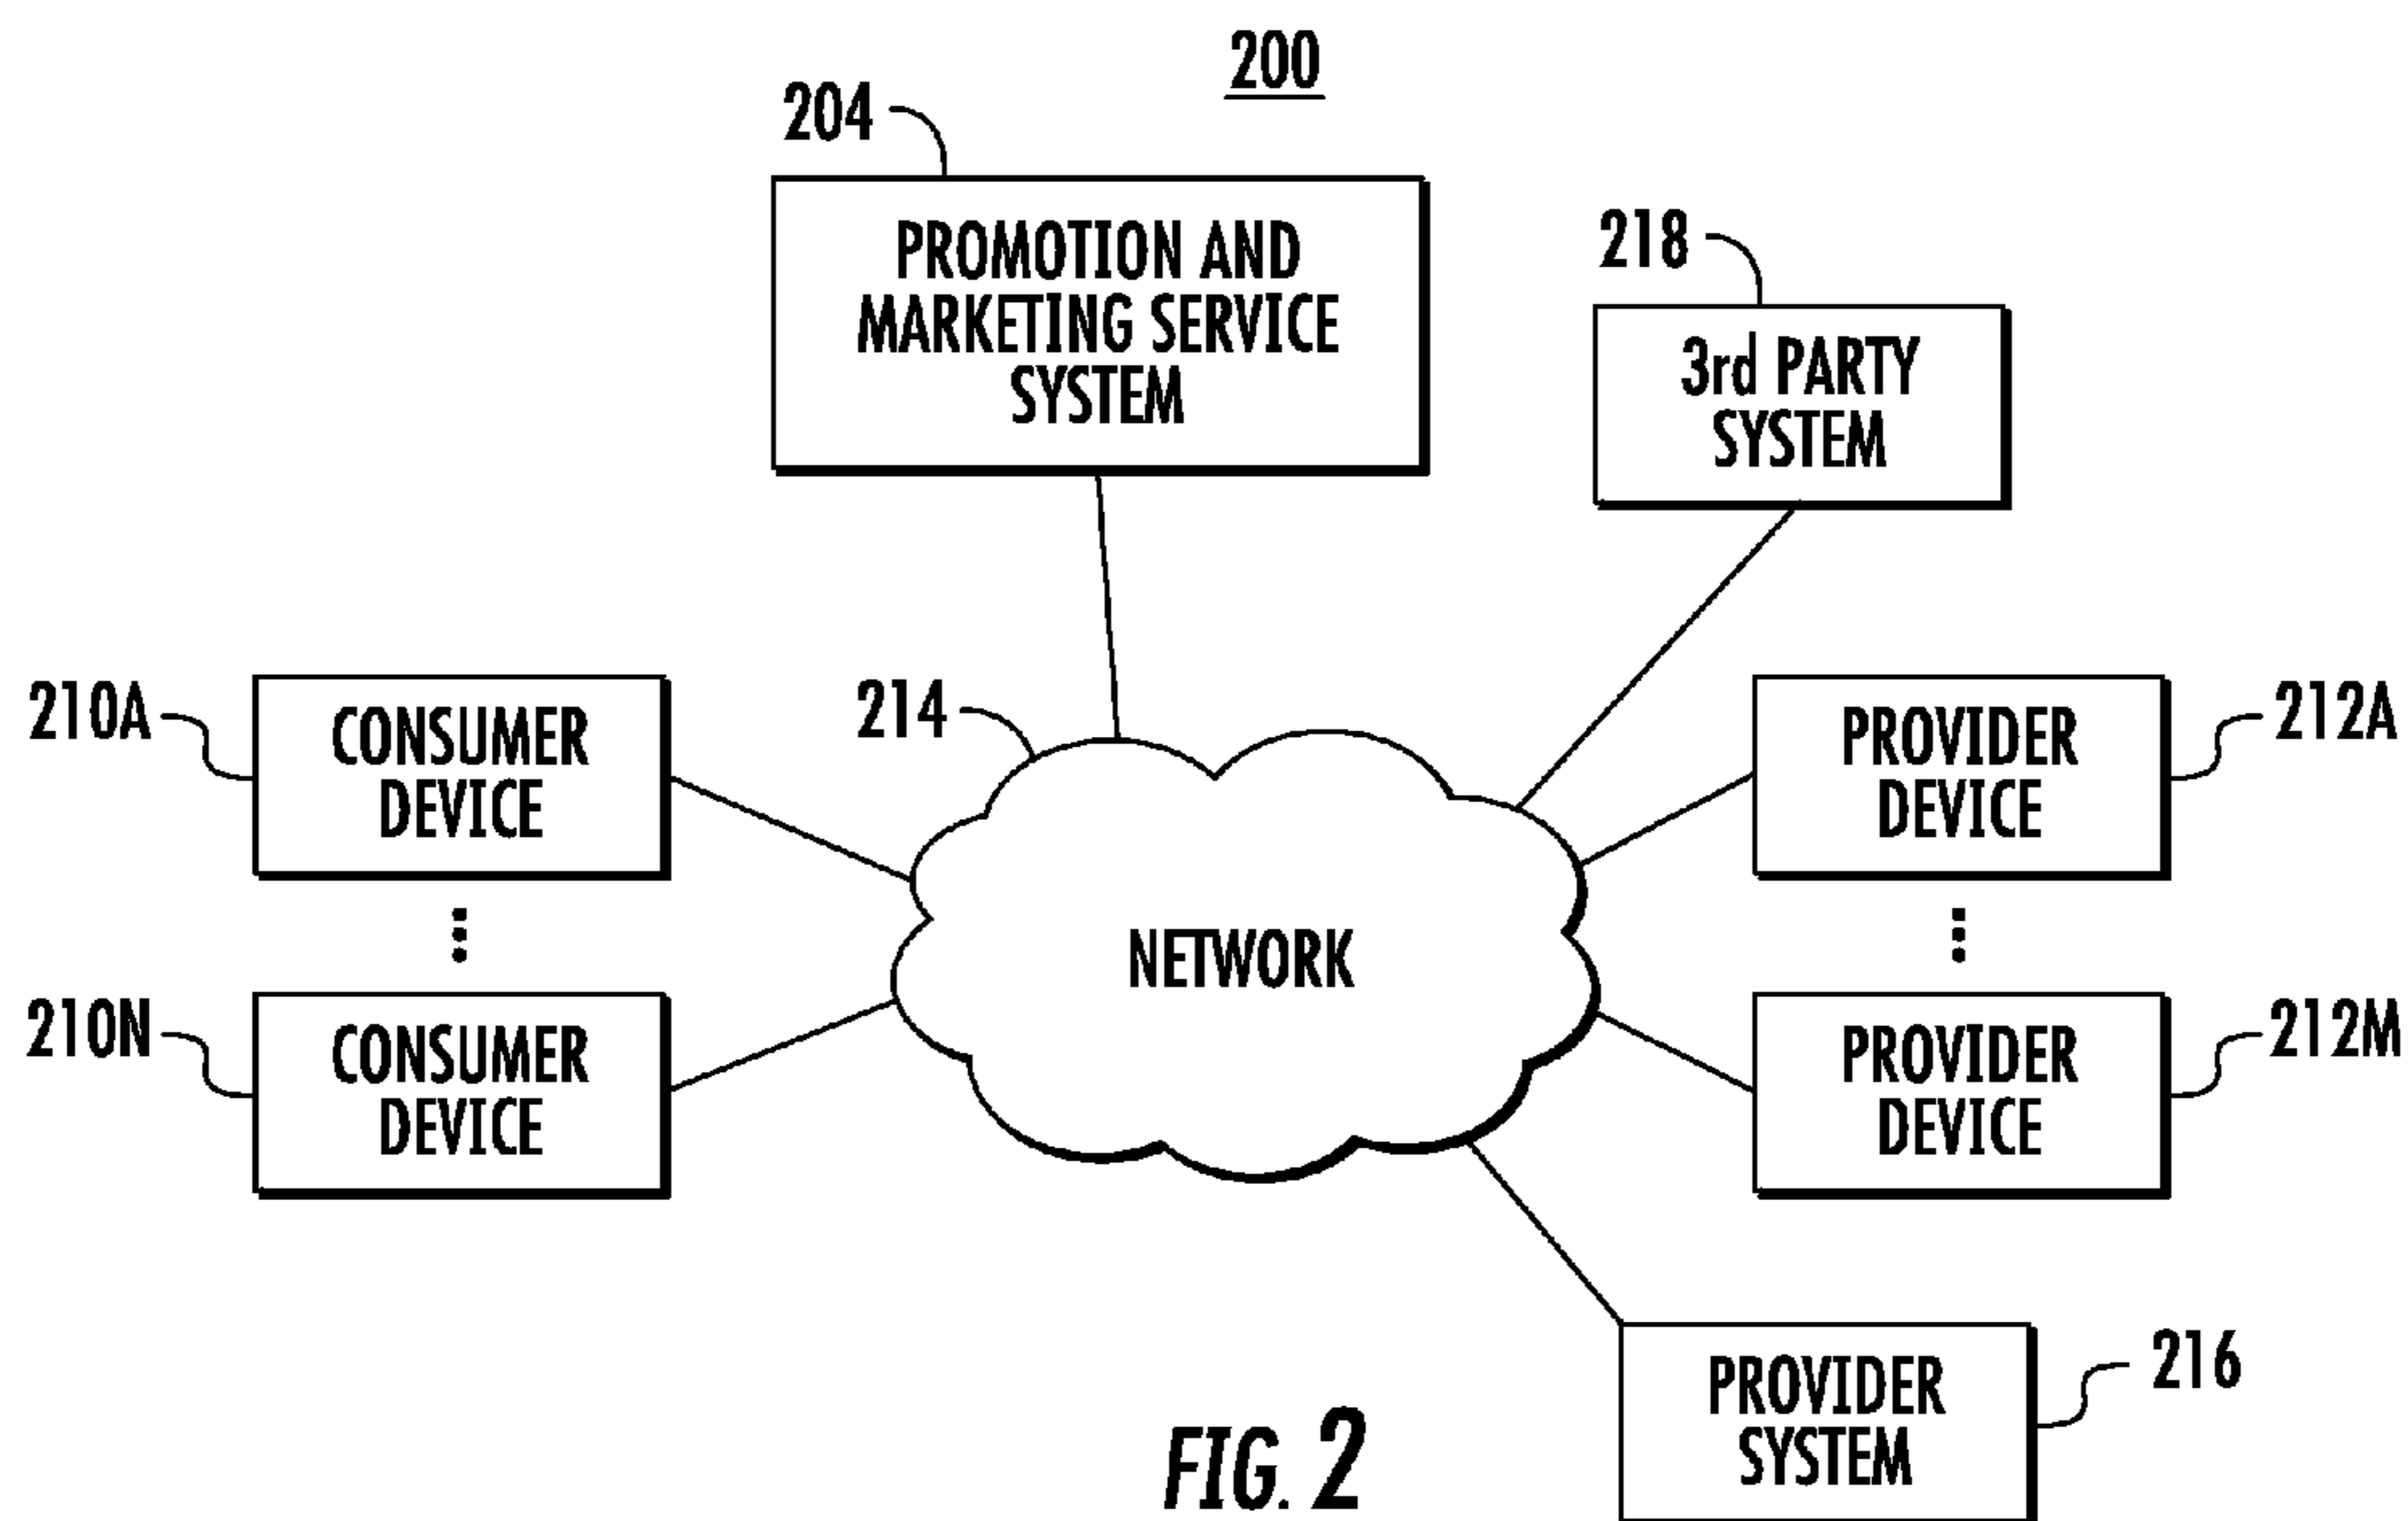 200
204
PROMOTION AND
MARKETING SERVICE
SYSTEM
218
3rd PARTY
SYSTEM
210A
CONSUMER
DEVICE
214
212A
PROVIDER
DEVICE
NETWORK
210N
CONSUMER
DEVICE
212M
PROVIDER
DEVICE
216
PROVIDER
SYSTEM
FIG. 2